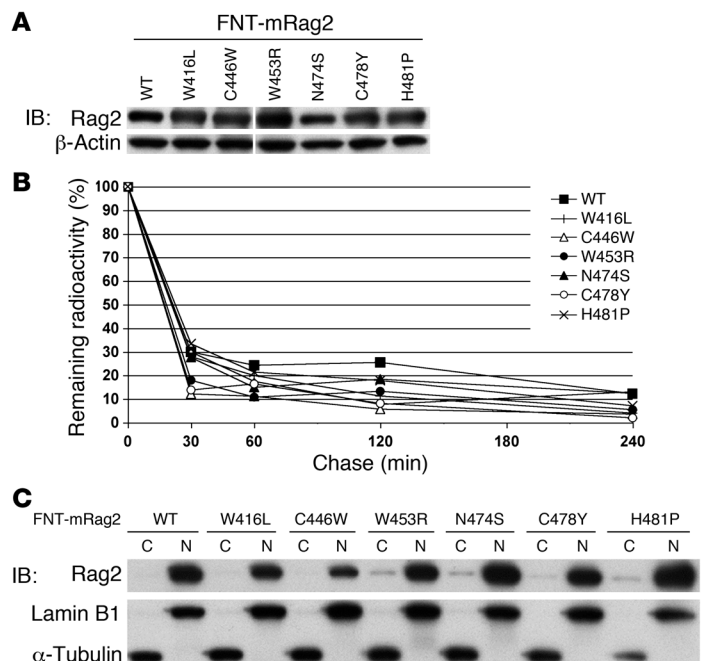 A
FNT-mRag2
WT W416L C446W W453R N474S C478Y H481P
IB: Rag2
β-Actin
B
Remaining radioactivity (%)
100
90
80
70
60
50
40
30
20
10
0
0 30 60 120 180 240
Chase (min)
WT
W416L
C446W
W453R
N474S
C478Y
H481P
C
FNT-mRag2 WT W416L C446W W453R N474S C478Y H481P
C N C N C N C N C N C N C N
IB: Rag2
Lamin B1
α-Tubulin